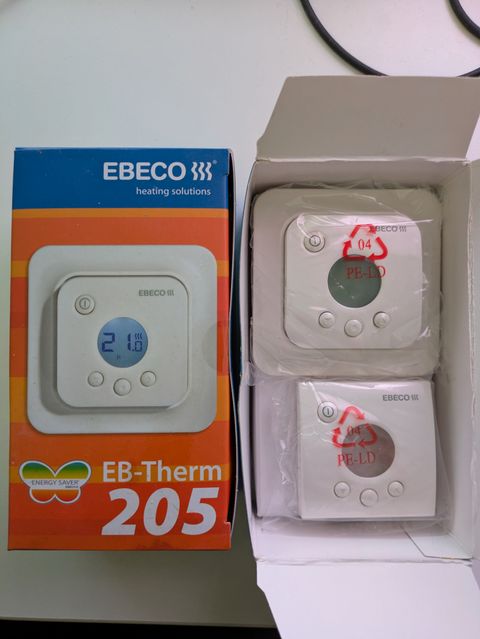 EBECO
heating solutions
EBECO
21.0
ENERGY SAVER
EB-Therm
205
EBECO
04
PE-LD
EBECO
04
PE-LD